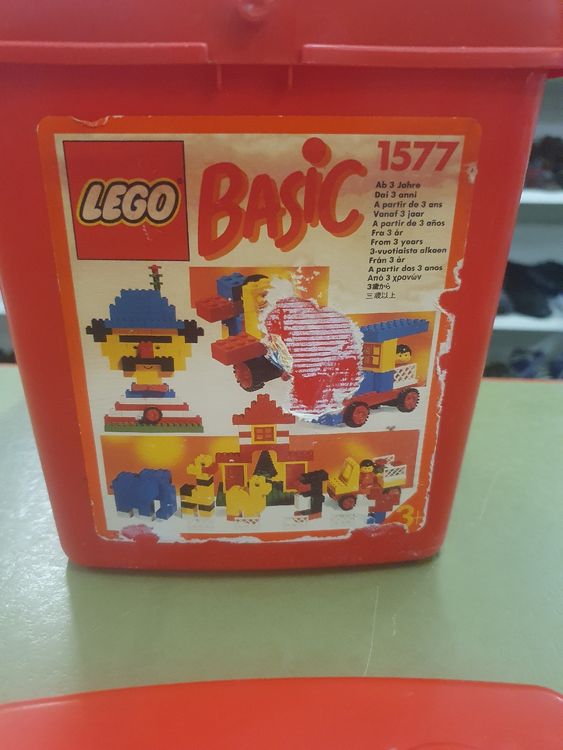 LEGO
BASIC
1577
Ab 3 Jahre
Dai 3 anni
A partir de 3 ans
Vanaf 3 jaar
A partir de 3 años
Fra 3 år
From 3 years
3-vuotiaista alkaen
Från 3 år
A partir dos 3 anos
Από 3 χρονών
3歳から
三歳以上
3+